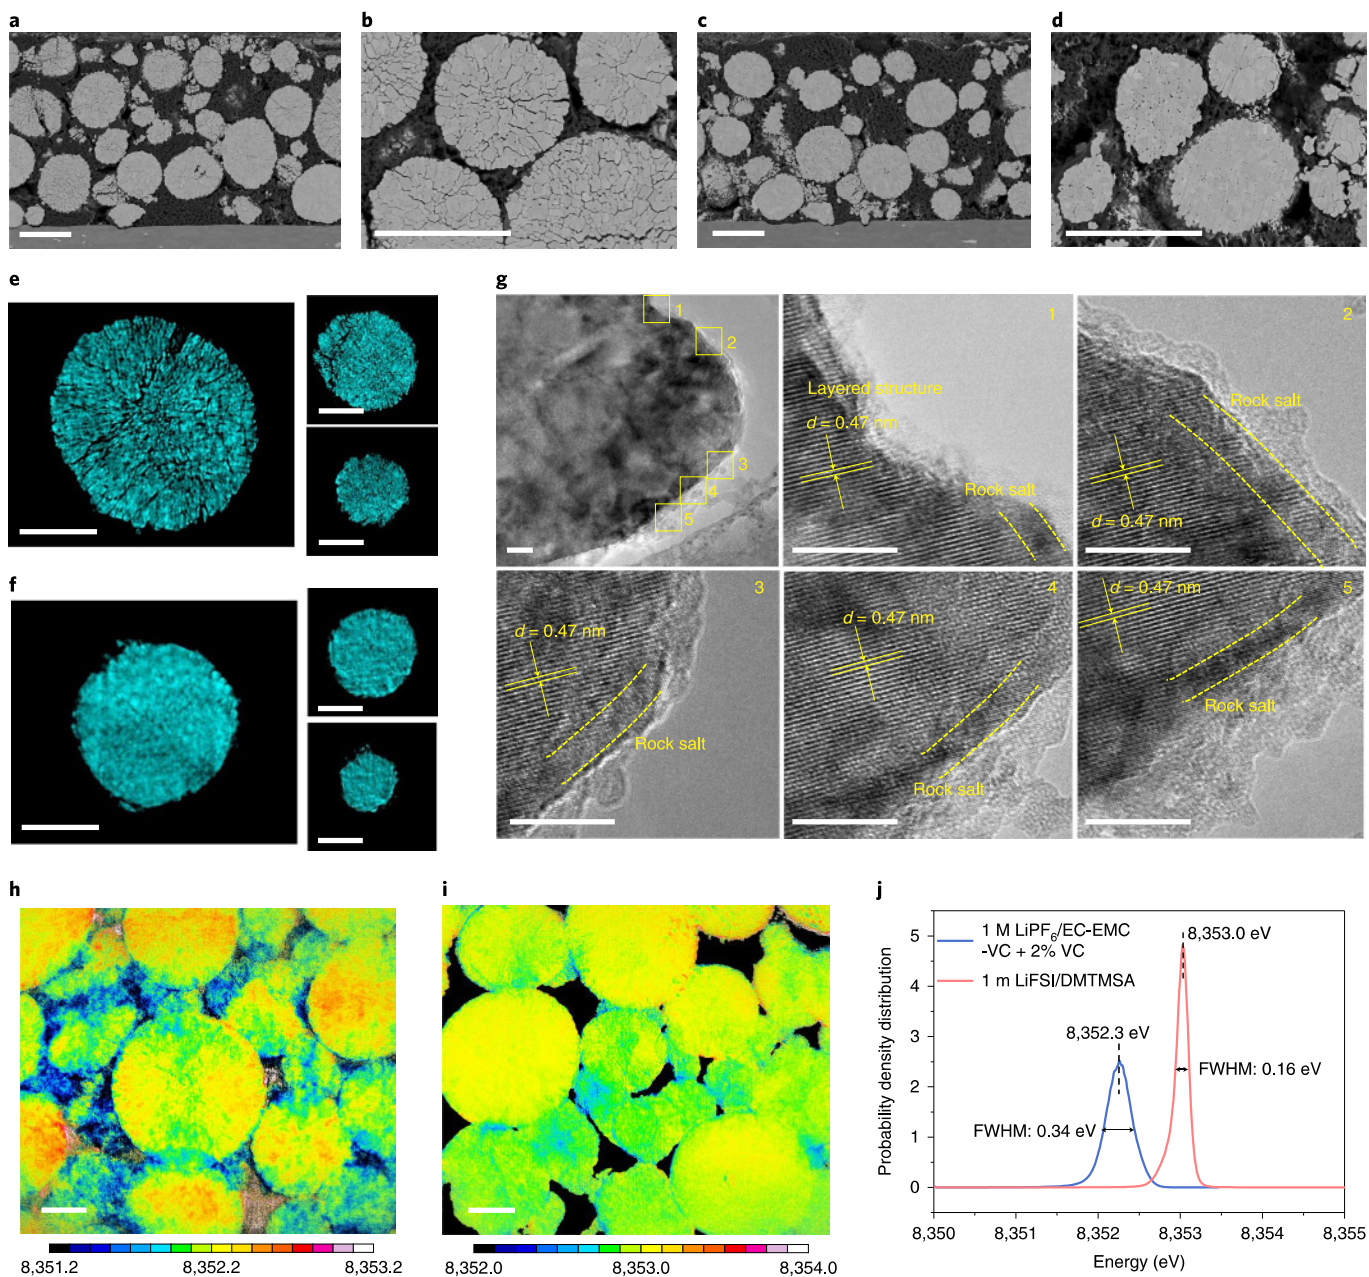 a
b
c
d
e
f
g
1
2
3
4
5
1
Layered structure
d = 0.47 nm
Rock salt
2
Rock salt
d = 0.47 nm
3
d = 0.47 nm
Rock salt
4
d = 0.47 nm
Rock salt
5
d = 0.47 nm
Rock salt
h
8,351.2
8,352.2
8,353.2
i
8,352.0
8,353.0
8,354.0
j
Probability density distribution
5
4
3
2
1
0
1 M LiPF6/EC-EMC
-VC + 2% VC
1 m LiFSI/DMTMSA
8,353.0 eV
8,352.3 eV
FWHM: 0.16 eV
FWHM: 0.34 eV
8,350
8,351
8,352
8,353
8,354
8,355
Energy (eV)